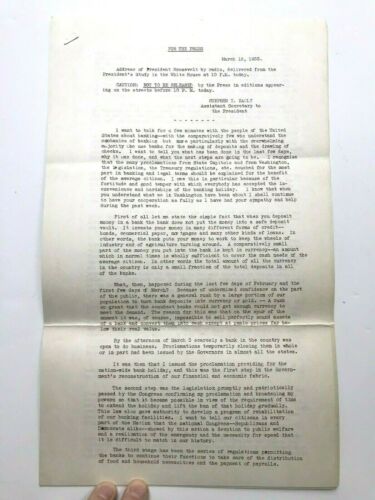 FOR THE PRESS
March 12, 1933.
Address of President Roosevelt by radio, delivered from the
President's Study in the White House at 10 P.M. today.
CAUTION: NOT TO BE RELEASED by the Press in editions appear-
ing on the streets before 10 P.M. today.
STEPHEN T. EARLY
Assistant Secretary to
the President
- - - - - - - -
I want to talk for a few minutes with the people of the United
States about banking--with the comparatively few who understand the
mechanics of banking but more particularly with the overwhelming
majority who use banks for the making of deposits and the drawing of
checks. I want to tell you what has been done in the last few days,
why it was done, and what the next steps are going to be. I recognize
that the many proclamations from State Capitols and from Washington,
the legislation, the Treasury regulations, etc. couched for the most
part in banking and legal terms should be explained for the benefit of
the average citizen. I owe this in particular because of the
fortitude and good temper with which everybody has accepted the in-
convenience and hardships of the banking holiday. I know that when
you understand what we in Washington have been about I shall continue
to have your cooperation as fully as I have had your sympathy and help
during the past week.
First of all let me state the simple fact that when you deposit
money in a bank the bank does not put the money into a safe deposit
vault. It invests your money in many different forms of credit--
bonds, commercial paper, mortgages and many other kinds of loans. In
other words, the bank puts your money to work to keep the wheels of
industry and of agriculture turning around. A comparatively small
part of the money you put into the bank is kept in currency--an amount
which in normal times is wholly sufficient to cover the cash needs of the
average citizen. In other words the total amount of all the currency
in the country is only a small fraction of the total deposits in all
of the banks.
What, then, happened during the last few days of February and the
first few days of March? Because of undermined confidence on the part
of the public, there was a general rush by a large portion of our
population to turn bank deposits into currency or gold. -- A rush
so great that the soundest banks could not get enough currency to
meet the demand. The reason for this was that on the spur of the
moment it was, of course, impossible to sell perfectly sound assets
of a bank and convert them into cash except at panic prices far be-
low their real value.
By the afternoon of March 3 scarcely a bank in the country was
open to do business. Proclamations temporarily closing them in whole
or in part had been issued by the Governors in almost all the states.
It was then that I issued the proclamation providing for the
nation-wide bank holiday, and this was the first step in the Govern-
ment's reconstruction of our financial and economic fabric.
The second step was the legislation promptly and patriotically
passed by the Congress confirming my proclamation and broadening my
powers so that it became possible in view of the requirement of time
to extend the holiday and lift the ban of that holiday gradually.
This law also gave authority to develop a program of rehabilitation
of our banking facilities. I want to tell our citizens in every
part of the Nation that the national Congress--Republicans and
Democrats alike--showed by this action a devotion to public welfare
and a realization of the emergency and the necessity for speed that
it is difficult to match in our history.
The third stage has been the series of regulations permitting
the banks to continue their functions to take care of the distribution
of food and household necessities and the payment of payrolls.